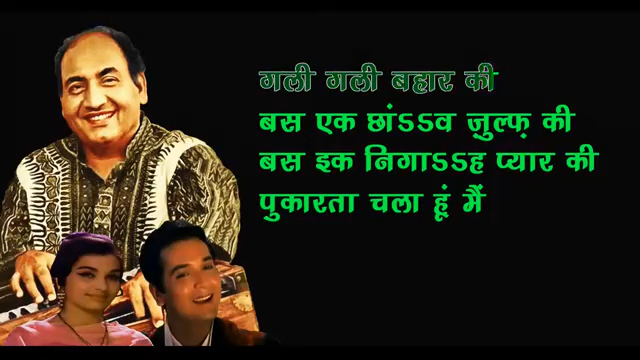 गली गली बहार की
बस एक छांऽऽव ज़ुल्फ़ की
बस इक निगाऽऽह प्यार की
पुकारता चला हूं मैं